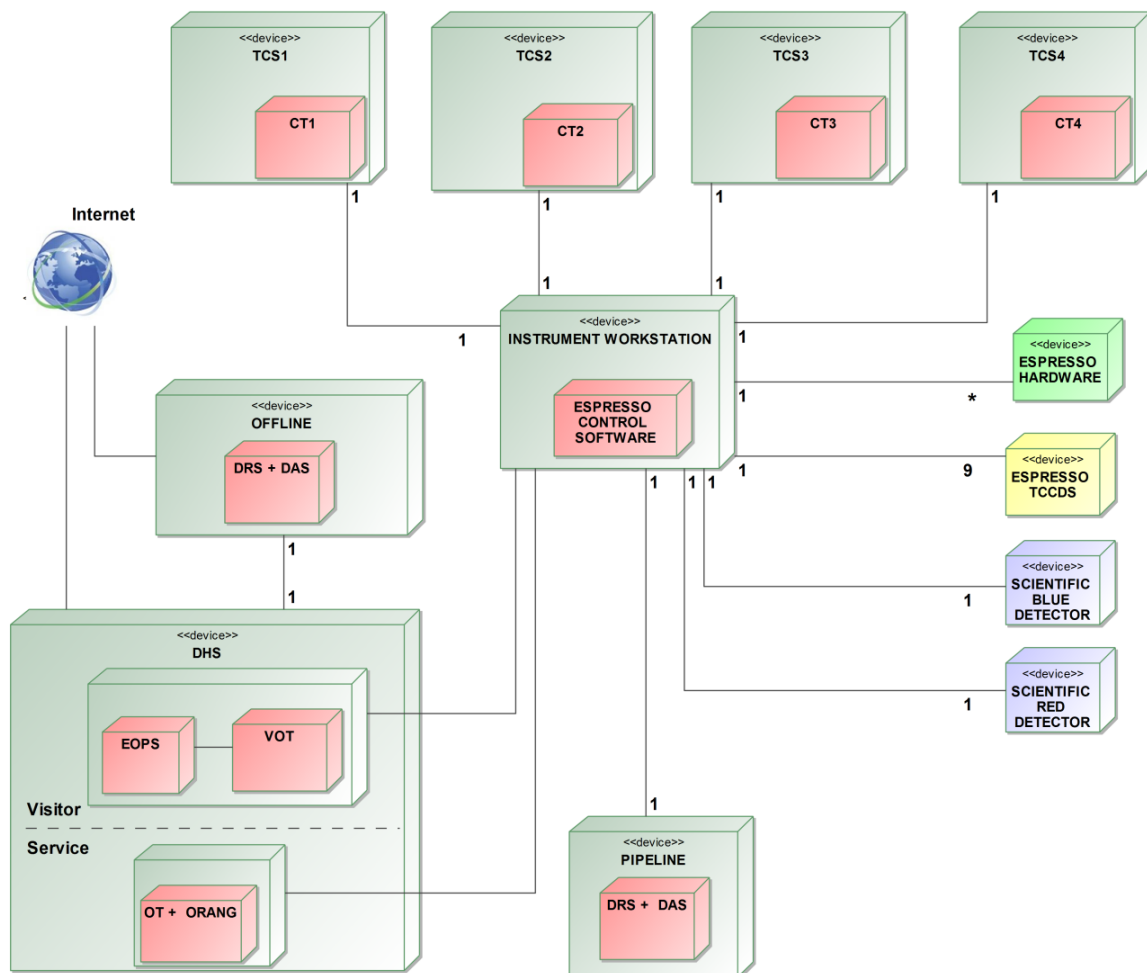 <<device>>
TCS1
CT1
<<device>>
TCS2
CT2
<<device>>
TCS3
CT3
<<device>>
TCS4
CT4
1
1
1
1
Internet
1
1
1
1
<<device>>
INSTRUMENT WORKSTATION
ESPRESSO
CONTROL
SOFTWARE
<<device>>
ESPRESSO
HARDWARE
1
*
<<device>>
OFFLINE
DRS + DAS
<<device>>
ESPRESSO
TCCDS
1
9
1
1
1
1
1
<<device>>
SCIENTIFIC
BLUE
DETECTOR
1
<<device>>
SCIENTIFIC
RED
DETECTOR
1
<<device>>
DHS
EOPS
VOT
Visitor
Service
OT + ORANG
1
<<device>>
PIPELINE
DRS + DAS